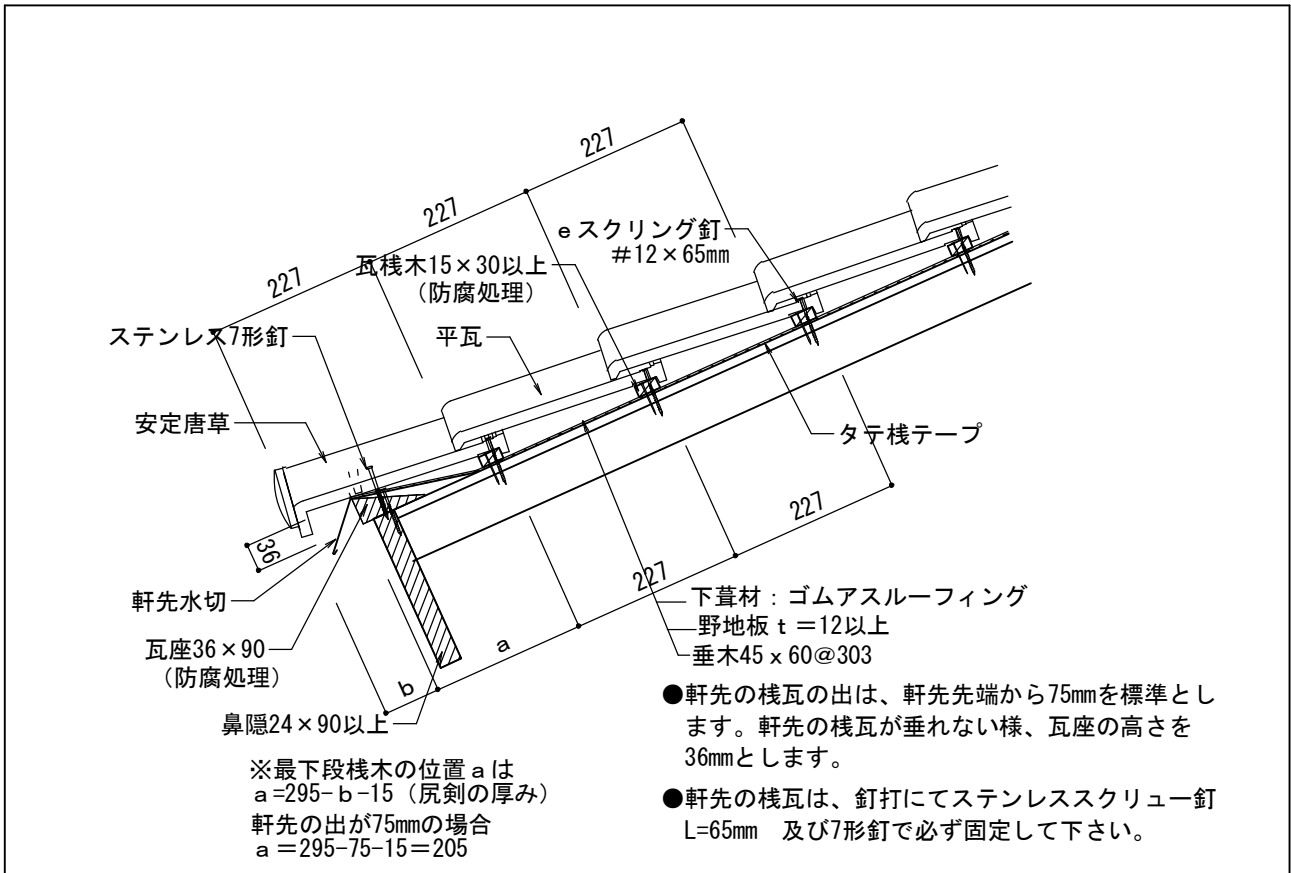 227
227
eスクリング釘
#12×65mm
227
瓦桟木15×30以上
(防腐処理)
ステンレス7形釘
平瓦
安定唐草
タテ桟テープ
227
36
227
軒先水切
下葺材：ゴムアスルーフィング
野地板ｔ＝12以上
垂木45ｘ60@303
瓦座36×90
(防腐処理)
a
b
鼻隠24×90以上
※最下段桟木の位置ａは
ａ=295-ｂ-15（尻剣の厚み）
軒先の出が75mmの場合
ａ＝295-75-15＝205
●軒先の桟瓦の出は、軒先先端から75mmを標準とし
ます。軒先の桟瓦が垂れない様、瓦座の高さを
36mmとします。
●軒先の桟瓦は、釘打にてステンレススクリュー釘
L=65mm　及び7形釘で必ず固定して下さい。